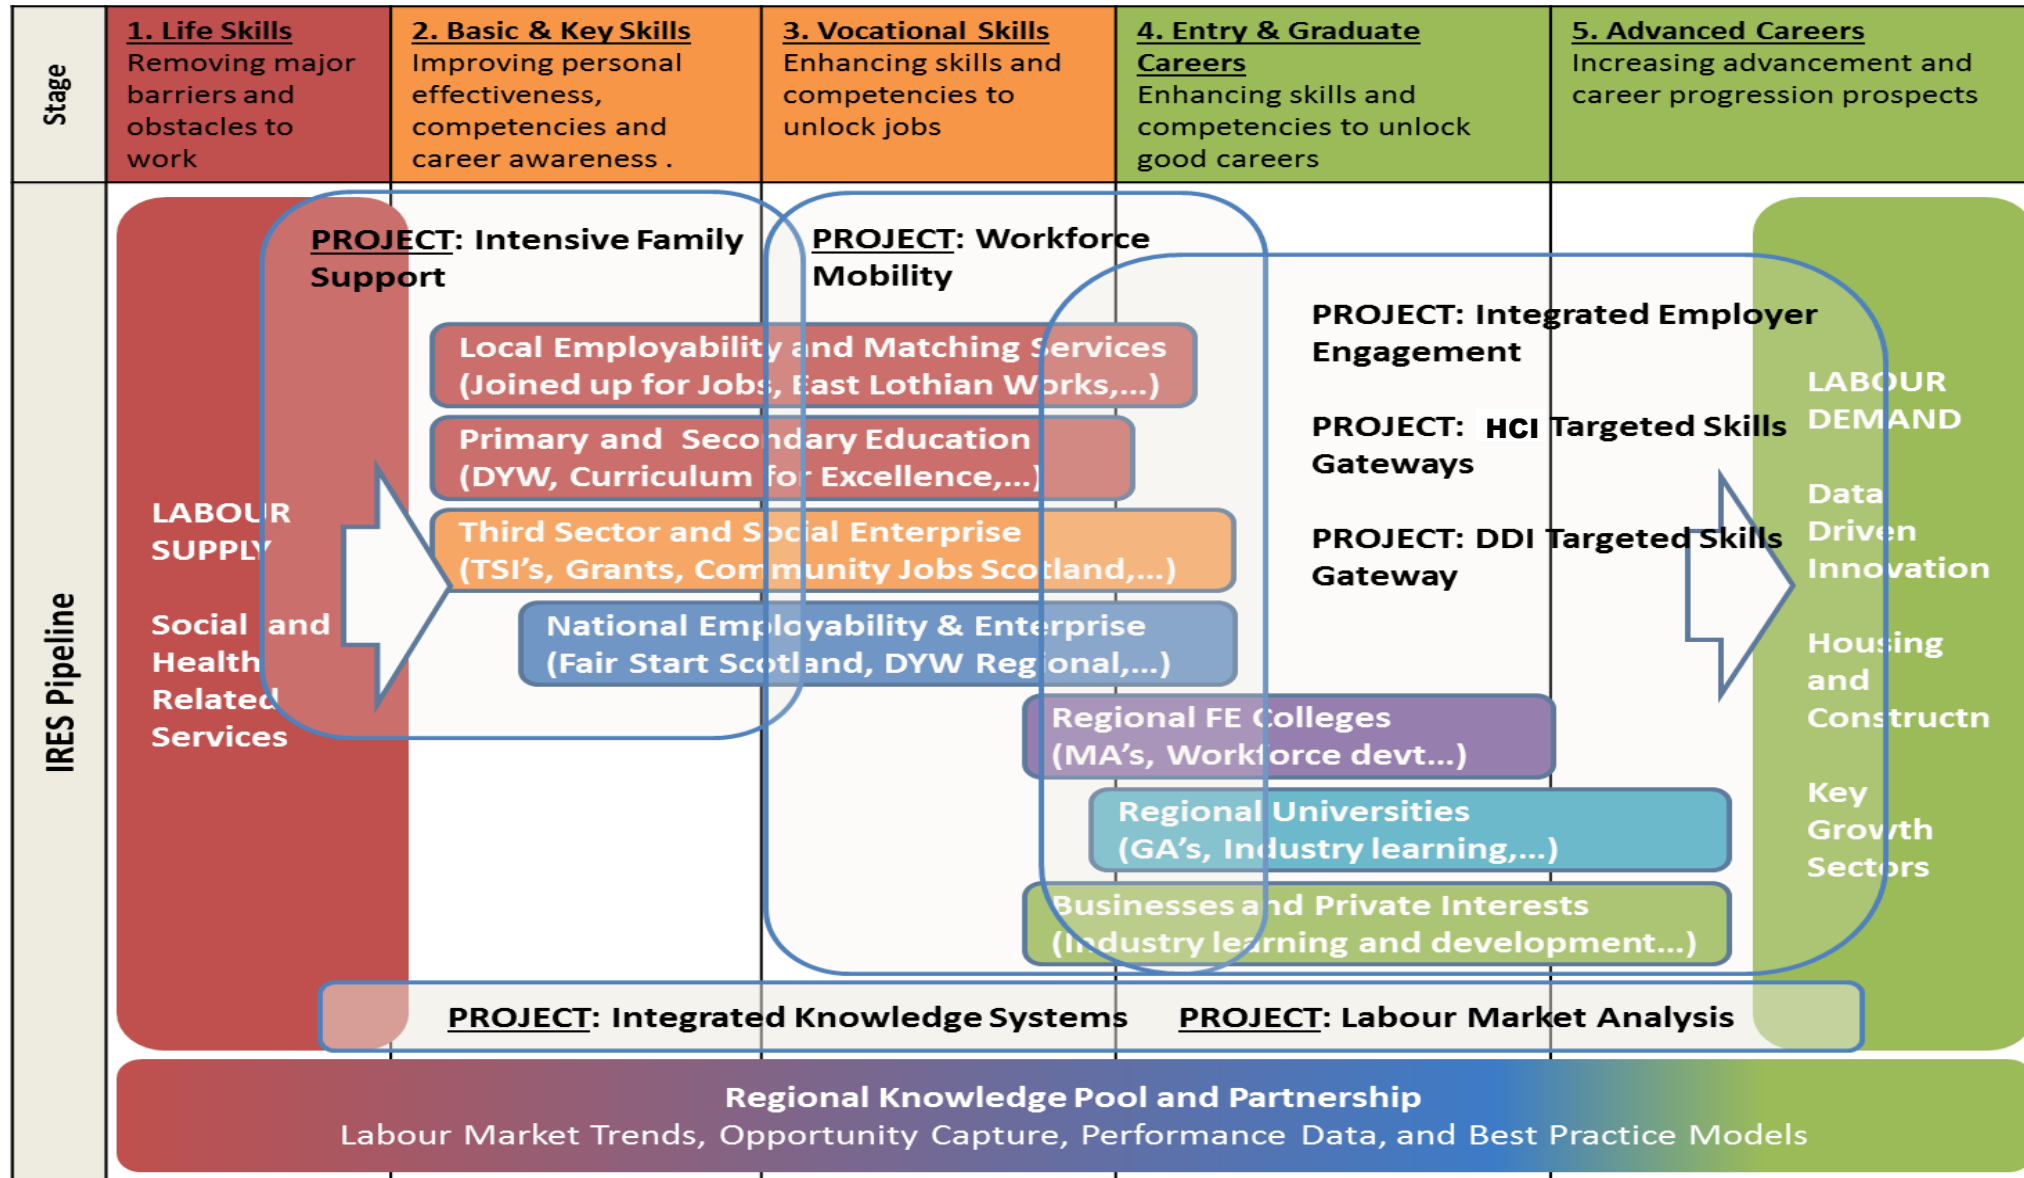 Stage
1. Life Skills
Removing major
barriers and
obstacles to
work
2. Basic & Key Skills
Improving personal
effectiveness,
competencies and
career awareness .
3. Vocational Skills
Enhancing skills and
competencies to
unlock jobs
4. Entry & Graduate
Careers
Enhancing skills and
competencies to unlock
good careers
5. Advanced Careers
Increasing advancement and
career progression prospects
IRES Pipeline
LABOUR
SUPPLY
Social and
Health
Related
Services
PROJECT: Intensive Family
Support
PROJECT: Workforce
Mobility
Local Employability and Matching Services
(Joined up for Jobs, East Lothian Works,...)
Primary and Secondary Education
(DYW, Curriculum for Excellence,...)
Third Sector and Social Enterprise
(TSI's, Grants, Community Jobs Scotland,...)
National Employability & Enterprise
(Fair Start Scotland, DYW Regional,...)
Regional FE Colleges
(MA's, Workforce devt...)
Regional Universities
(GA's, Industry learning,...)
Businesses and Private Interests
(Industry learning and development...)
PROJECT: Integrated Employer
Engagement
PROJECT: HCI Targeted Skills
Gateways
PROJECT: DDI Targeted Skills
Gateway
LABOUR
DEMAND
Data
Driven
Innovation
Housing
and
Constructn
Key
Growth
Sectors
PROJECT: Integrated Knowledge Systems
PROJECT: Labour Market Analysis
Regional Knowledge Pool and Partnership
Labour Market Trends, Opportunity Capture, Performance Data, and Best Practice Models